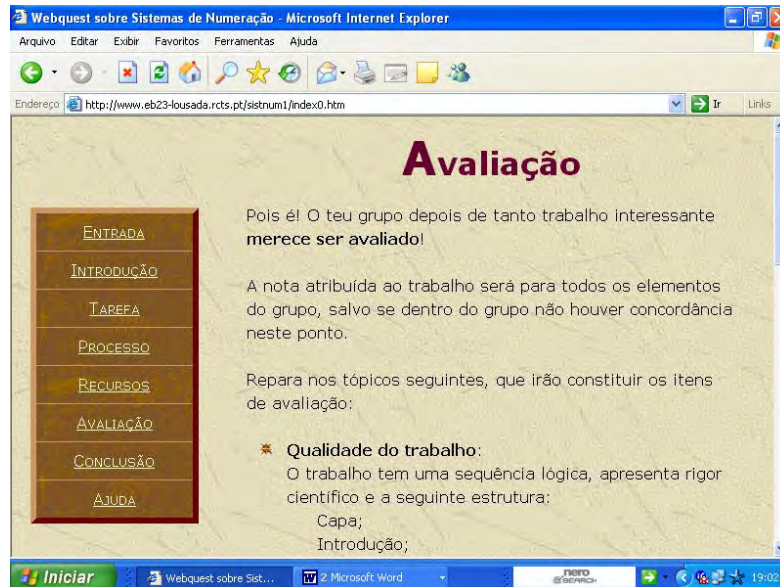 Webquest sobre Sistemas de Numeração - Microsoft Internet Explorer
Arquivo Editar Exibir Favoritos Ferramentas Ajuda
Endereço http://www.eb23-lousada.rcts.pt/sistnum1/index0.htm Ir Links
Avaliação
ENTRADA
INTRODUÇÃO
TAREFA
PROCESSO
RECURSOS
AVALIAÇÃO
CONCLUSÃO
AJUDA
Pois é! O teu grupo depois de tanto trabalho interessante
merece ser avaliado!
A nota atribuída ao trabalho será para todos os elementos
do grupo, salvo se dentro do grupo não houver concordância
neste ponto.
Repara nos tópicos seguintes, que irão constituir os itens
de avaliação:
Qualidade do trabalho:
O trabalho tem uma sequência lógica, apresenta rigor
científico e a seguinte estrutura:
Capa;
Introdução;
Iniciar Webquest sobre Sist... 2 Microsoft Word nero SEARCH 19:02